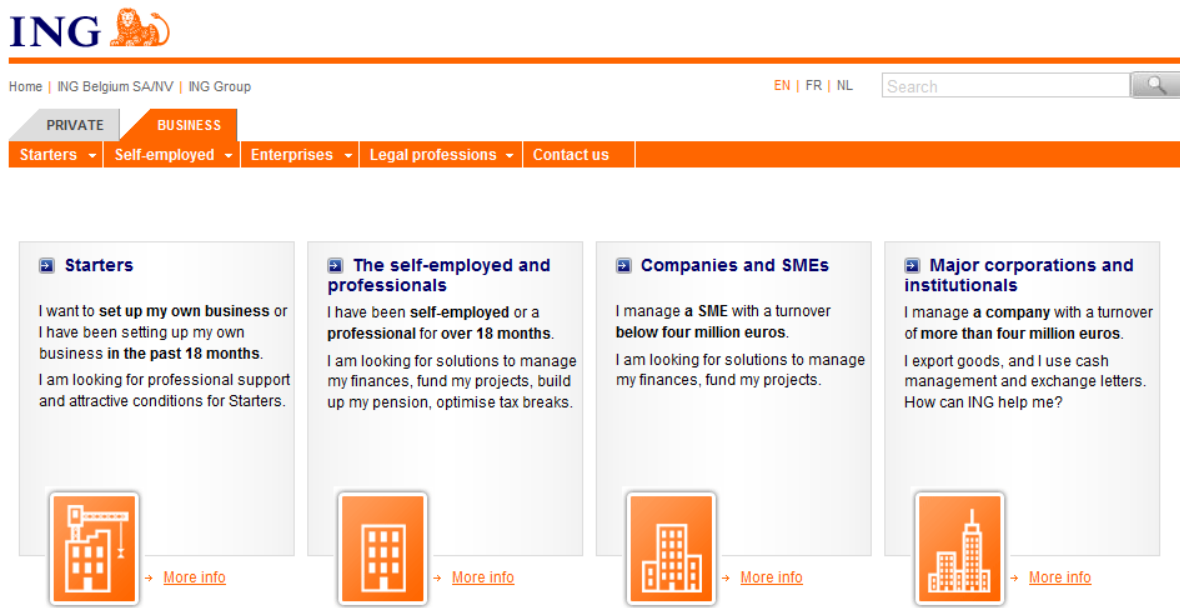 ING
Home | ING Belgium SA/NV | ING Group
EN | FR | NL
Search
PRIVATE
BUSINESS
Starters
Self-employed
Enterprises
Legal professions
Contact us
Starters
I want to set up my own business or
I have been setting up my own
business in the past 18 months.
I am looking for professional support
and attractive conditions for Starters.
More info
The self-employed and
professionals
I have been self-employed or a
professional for over 18 months.
I am looking for solutions to manage
my finances, fund my projects, build
up my pension, optimise tax breaks.
More info
Companies and SMEs
I manage a SME with a turnover
below four million euros.
I am looking for solutions to manage
my finances, fund my projects.
More info
Major corporations and
institutionals
I manage a company with a turnover
of more than four million euros.
I export goods, and I use cash
management and exchange letters.
How can ING help me?
More info